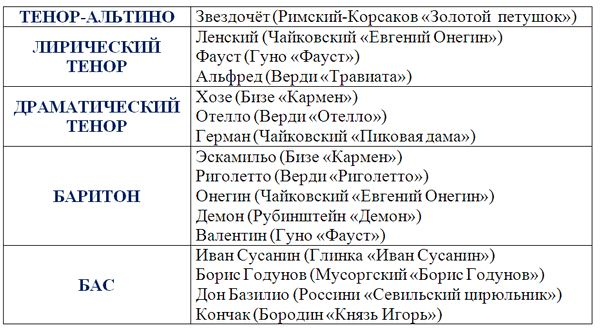 ТЕНОР-АЛЬТИНО
Звездочёт (Римский-Корсаков «Золотой петушок»)
ЛИРИЧЕСКИЙ
ТЕНОР
Ленский (Чайковский «Евгений Онегин»)
Фауст (Гуно «Фауст»)
Альфред (Верди «Травиата»)
ДРАМАТИЧЕСКИЙ
ТЕНОР
Хозе (Бизе «Кармен»)
Отелло (Верди «Отелло»)
Герман (Чайковский «Пиковая дама»)
БАРИТОН
Эскамильо (Бизе «Кармен»)
Риголетто (Верди «Риголетто»)
Онегин (Чайковский «Евгений Онегин»)
Демон (Рубинштейн «Демон»)
Валентин (Гуно «Фауст»)
БАС
Иван Сусанин (Глинка «Иван Сусанин»)
Борис Годунов (Мусоргский «Борис Годунов»)
Дон Базилио (Россини «Севильский цирюльник»)
Кончак (Бородин «Князь Игорь»)